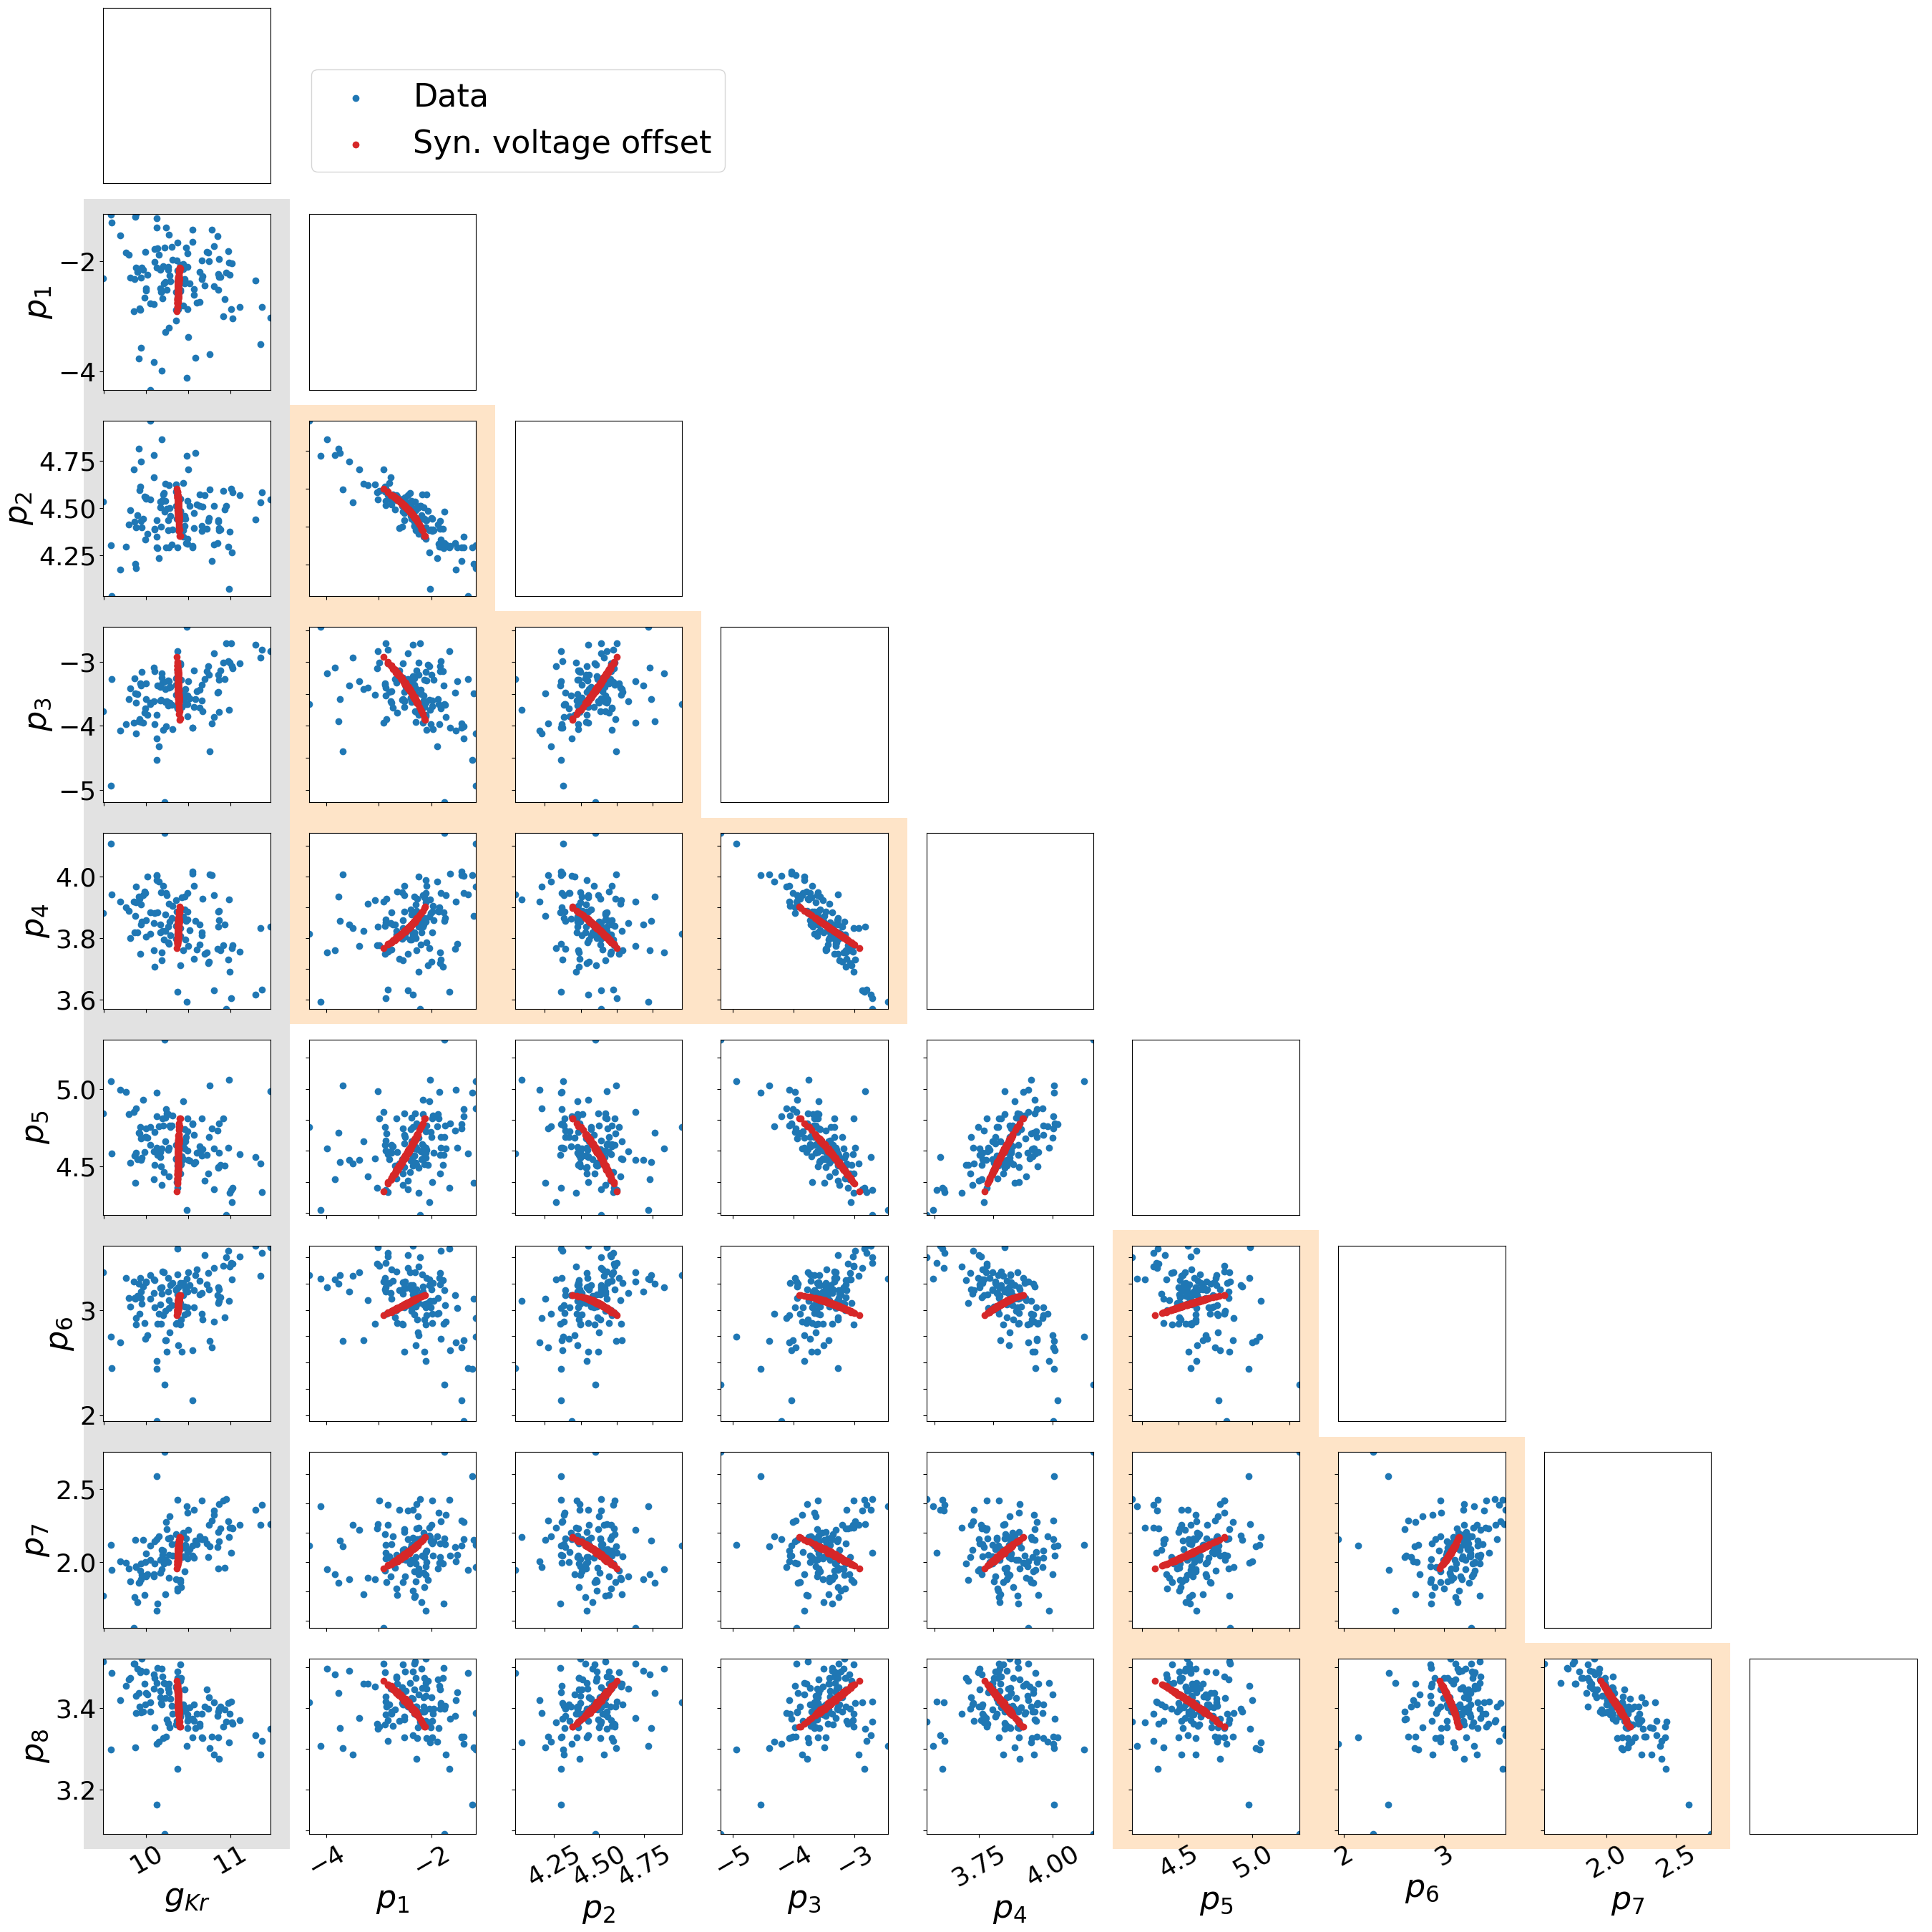 Data
Syn. voltage offset
−2
−4
p1
4.75
4.50
4.25
p2
−3
−4
−5
p3
4.0
3.8
3.6
p4
5.0
4.5
p5
3
2
p6
2.5
2.0
p7
3.4
3.2
p8
10 11 −4 −2 4.25 4.50 4.75 −5 −4 −3 3.75 4.00 4.5 5.0 2 3 2.0 2.5
gKr p1 p2 p3 p4 p5 p6 p7